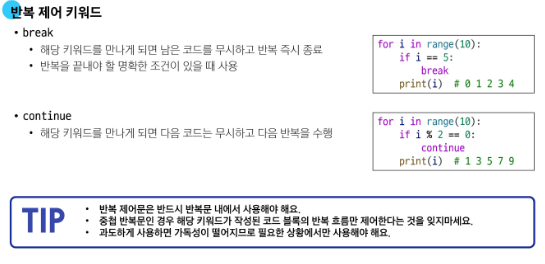 반복 제어 키워드
• break
• 해당 키워드를 만나게 되면 남은 코드를 무시하고 반복 즉시 종료
• 반복을 끝내야 할 명확한 조건이 있을 때 사용
for i in range(10):
if i == 5:
break
print(i) # 0 1 2 3 4
• continue
• 해당 키워드를 만나게 되면 다음 코드는 무시하고 다음 반복을 수행
for i in range(10):
if i % 2 == 0:
continue
print(i) # 1 3 5 7 9
TIP
• 반복 제어문은 반드시 반복문 내에서 사용해야 해요.
• 중첩 반복문인 경우 해당 키워드가 작성된 코드 블록의 반복 흐름만 제어한다는 것을 잊지마세요.
• 과도하게 사용하면 가독성이 떨어지므로 필요한 상황에서만 사용해야 해요.